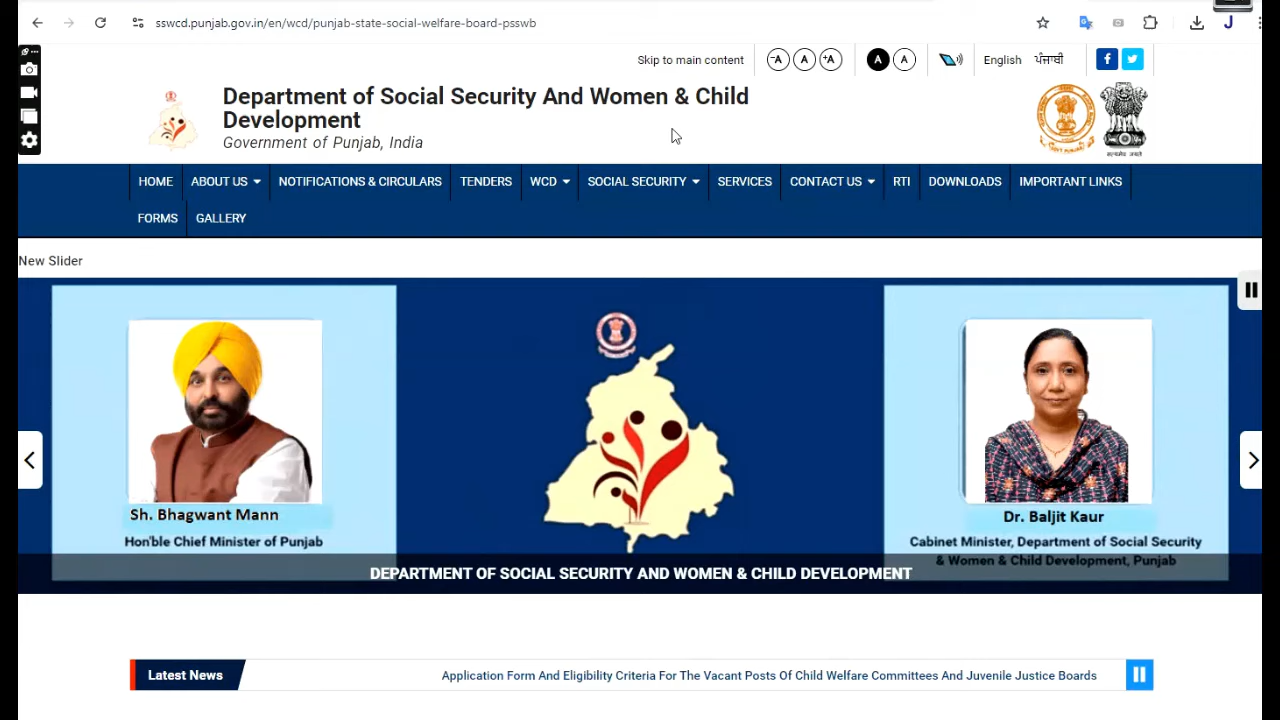 sswcd.punjab.gov.in/en/wcd/punjab-state-social-welfare-board-psswb
J
Skip to main content
-A A +A
A A
English ਪੰਜਾਬੀ
Department of Social Security And Women & Child
Development
Government of Punjab, India
HOME ABOUT US NOTIFICATIONS & CIRCULARS TENDERS WCD SOCIAL SECURITY SERVICES CONTACT US RTI DOWNLOADS IMPORTANT LINKS
FORMS GALLERY
New Slider
Sh. Bhagwant Mann
Hon'ble Chief Minister of Punjab
Dr. Baljit Kaur
Cabinet Minister, Department of Social Security
& Women & Child Development, Punjab
DEPARTMENT OF SOCIAL SECURITY AND WOMEN & CHILD DEVELOPMENT
Latest News Application Form And Eligibility Criteria For The Vacant Posts Of Child Welfare Committees And Juvenile Justice Boards